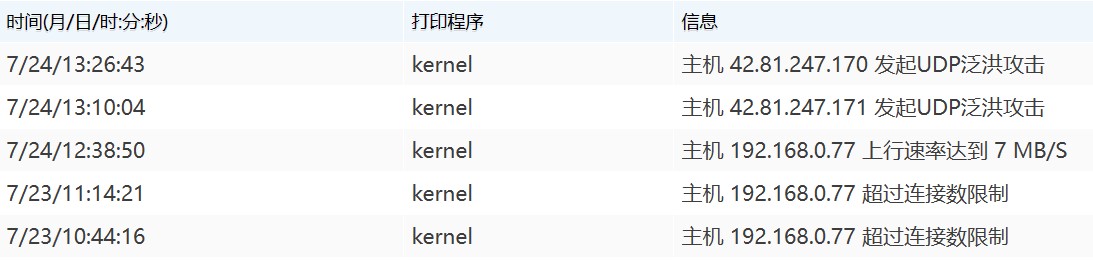 时间(月/日/时:分:秒) 打印程序 信息
7/24/13:26:43 kernel 主机 42.81.247.170 发起UDP泛洪攻击
7/24/13:10:04 kernel 主机 42.81.247.171 发起UDP泛洪攻击
7/24/12:38:50 kernel 主机 192.168.0.77 上行速率达到 7 MB/S
7/23/11:14:21 kernel 主机 192.168.0.77 超过连接数限制
7/23/10:44:16 kernel 主机 192.168.0.77 超过连接数限制